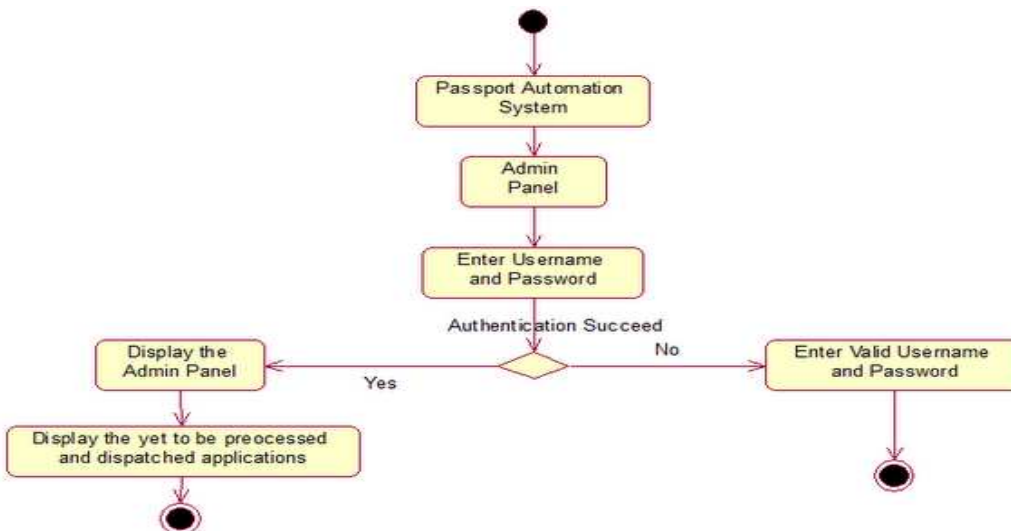 Passport Automation
System
Admin
Panel
Enter Username
and Password
Authentication Succeed
Display the
Admin Panel
Yes
No
Enter Valid Username
and Password
Display the yet to be preocessed
and dispatched applications